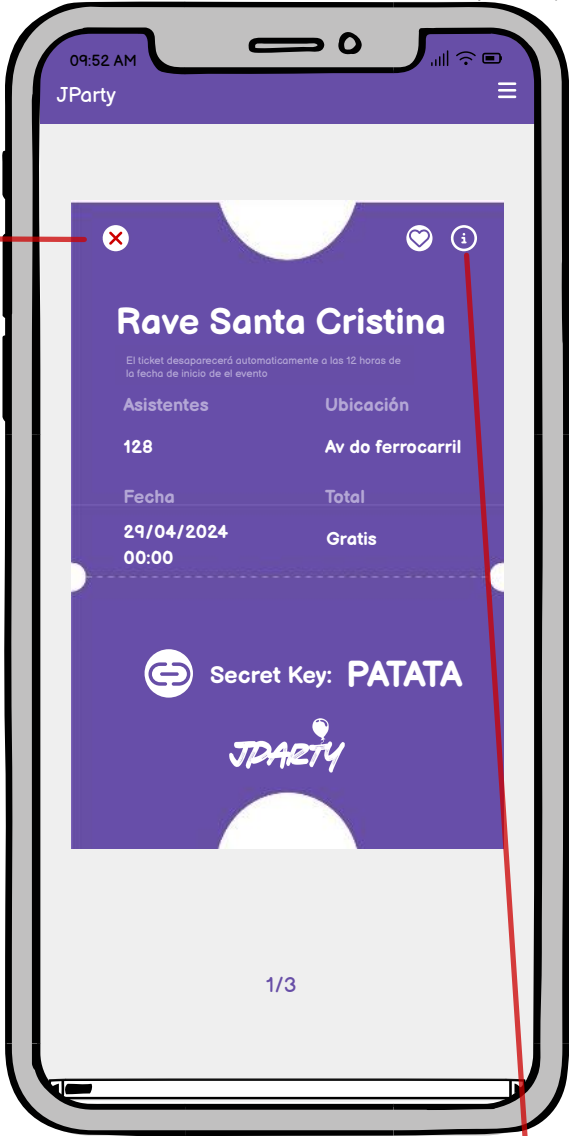 09:52 AM
JParty
Rave Santa Cristina
El ticket desaparecerá automaticamente a las 12 horas de
la fecha de inicio de el evento
Asistentes Ubicación
128 Av do ferrocarril
Fecha Total
29/04/2024 Gratis
00:00
Secret Key: PATATA
JPARTY
1/3